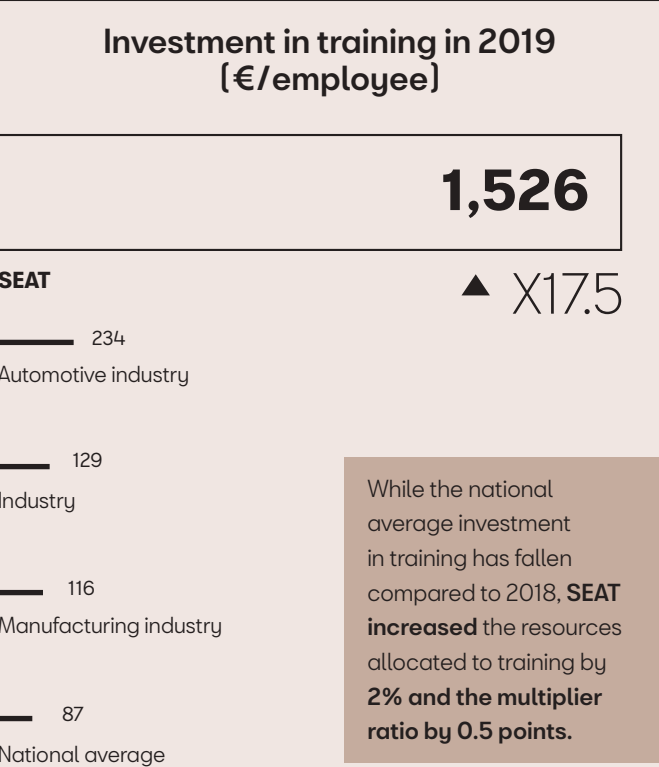 Investment in training in 2019
(€/employee)
1,526
SEAT
▲ X17.5
234
Automotive industry
129
Industry
116
Manufacturing industry
87
National average
While the national
average investment
in training has fallen
compared to 2018, SEAT
increased the resources
allocated to training by
2% and the multiplier
ratio by 0.5 points.